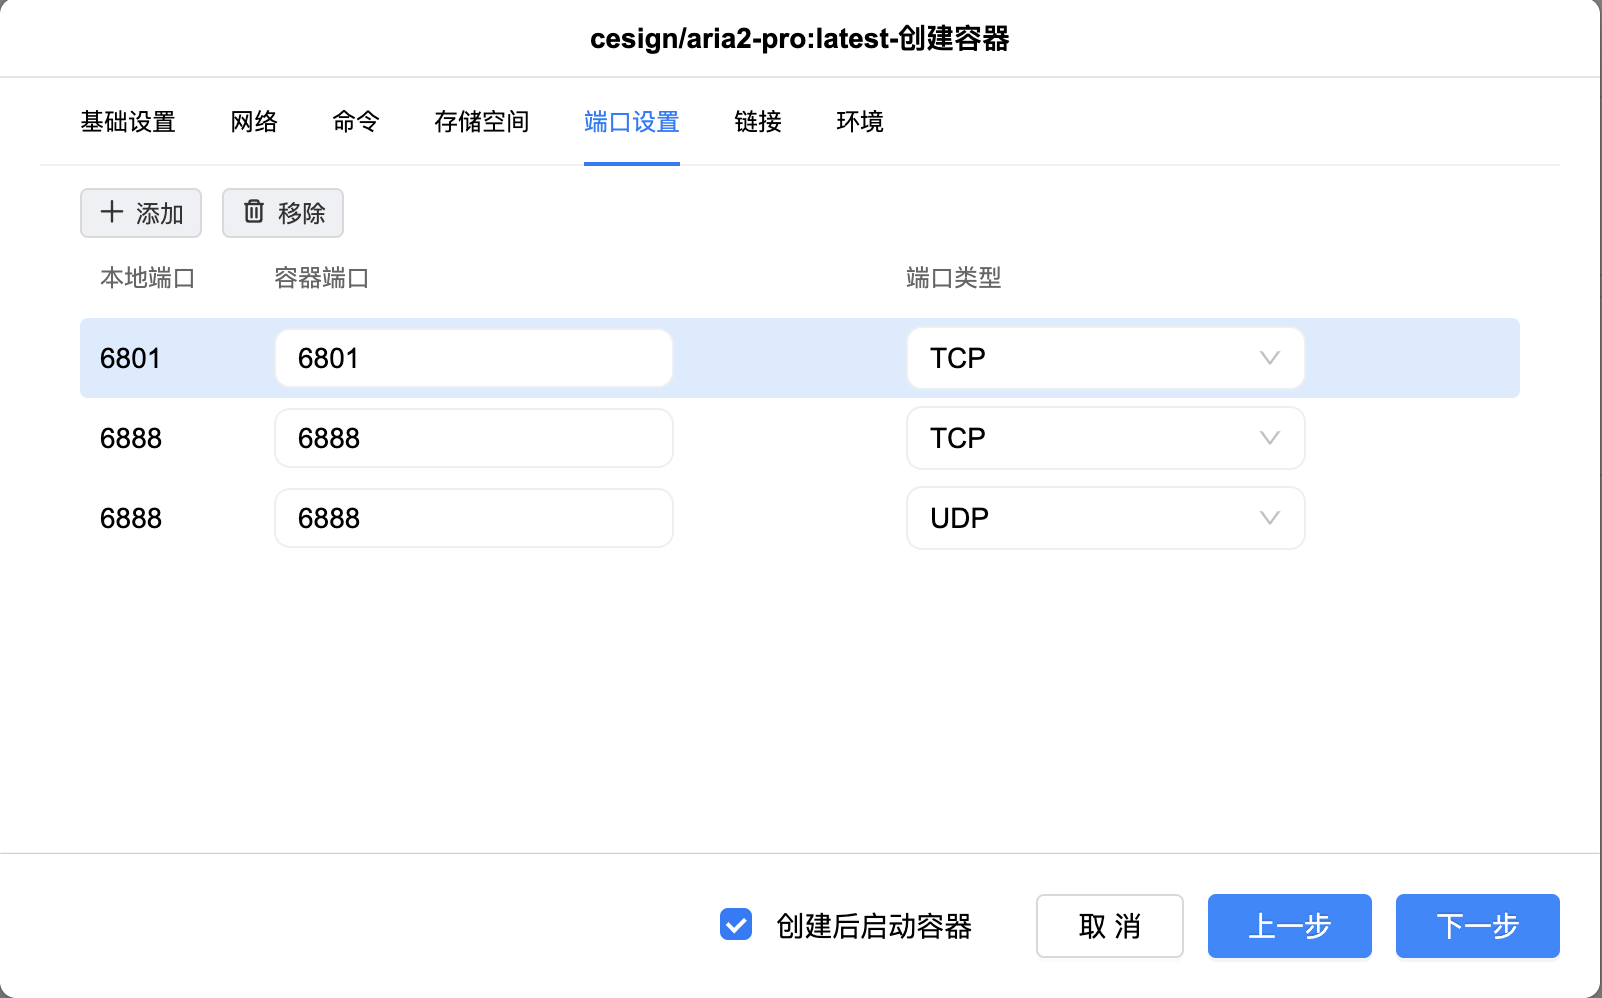 cesign/aria2-pro:latest-创建容器
基础设置 网络 命令 存储空间 端口设置 链接 环境
添加 移除
本地端口 容器端口 端口类型
6801 6801 TCP
6888 6888 TCP
6888 6888 UDP
创建后启动容器 取 消 上一步 下一步